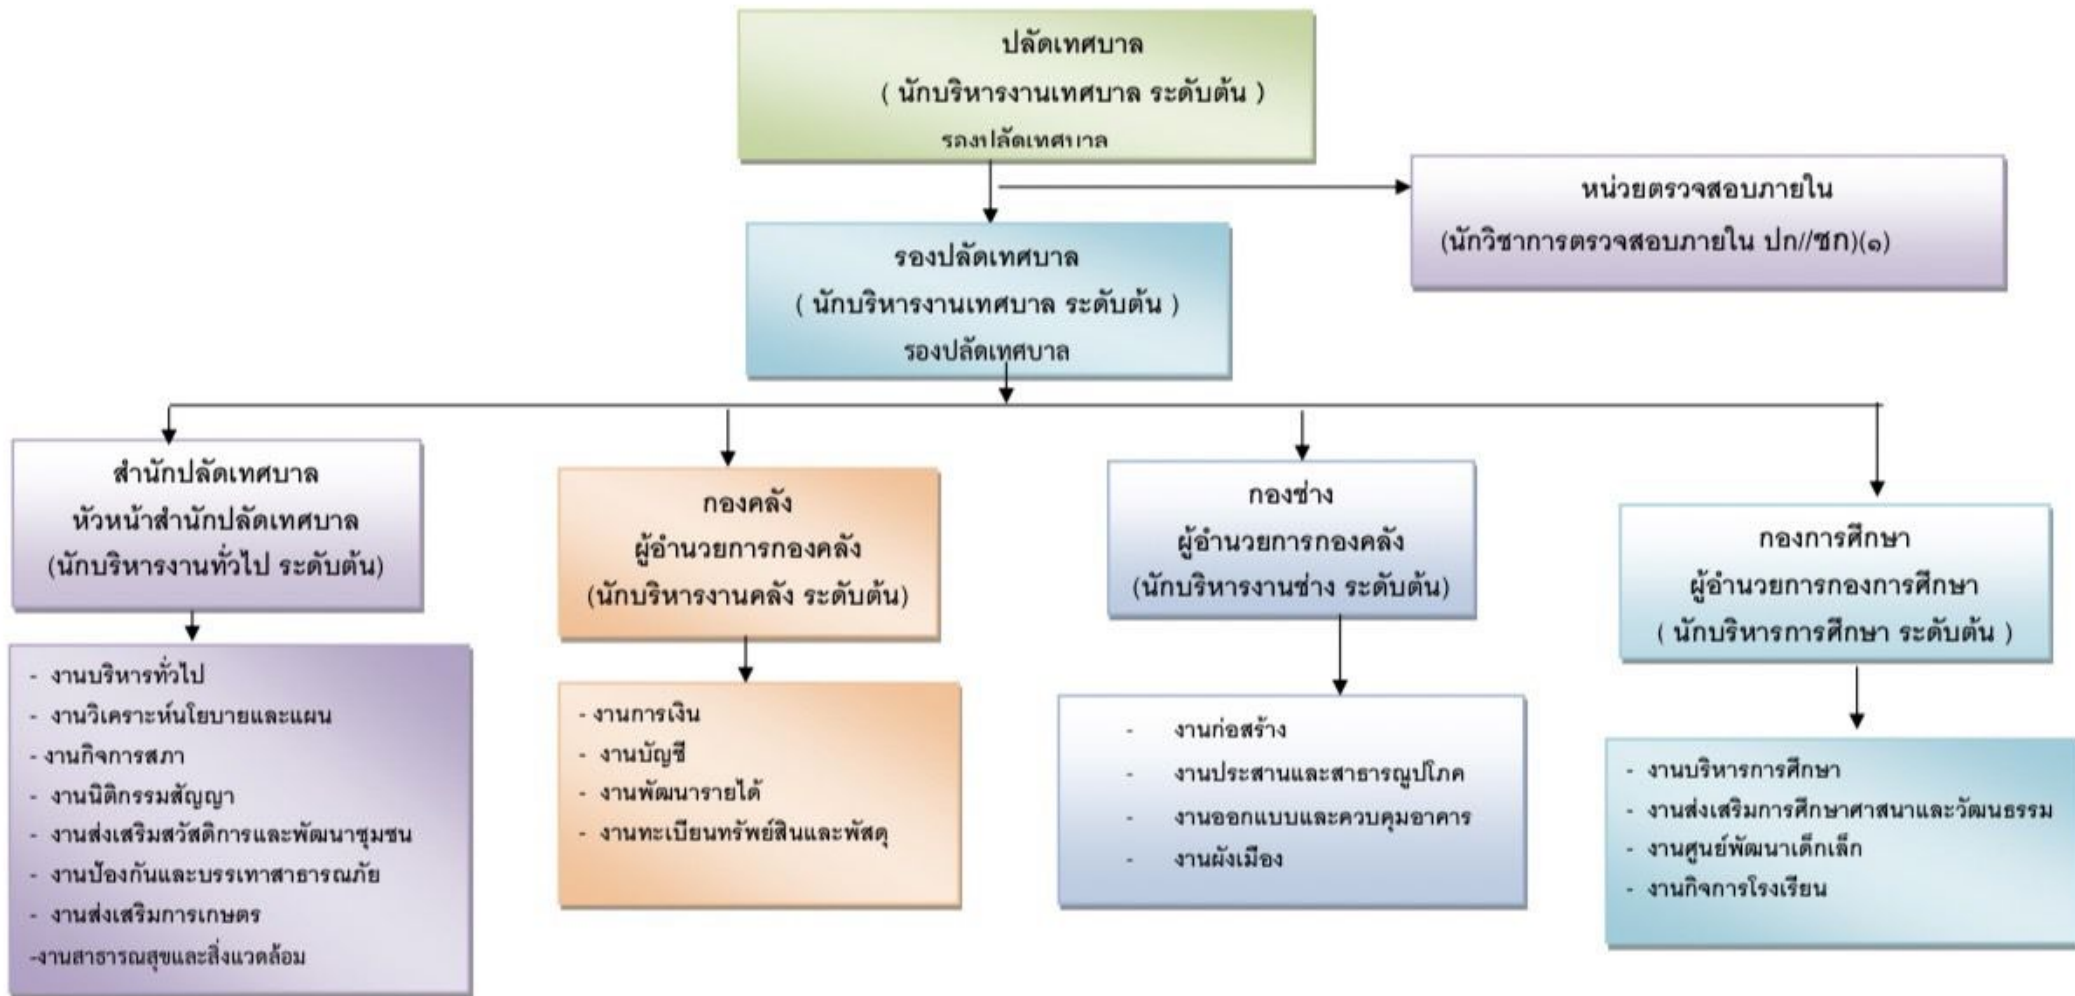 ปลัดเทศบาล
( นักบริหารงานเทศบาล ระดับต้น )
รองปลัดเทศบาล
หน่วยตรวจสอบภายใน
(นักวิชาการตรวจสอบภายใน ปก//ชก)(๑)
รองปลัดเทศบาล
( นักบริหารงานเทศบาล ระดับต้น )
รองปลัดเทศบาล
สำนักปลัดเทศบาล
หัวหน้าสำนักปลัดเทศบาล
(นักบริหารงานทั่วไป ระดับต้น)
กองคลัง
ผู้อำนวยการกองคลัง
(นักบริหารงานคลัง ระดับต้น)
กองช่าง
ผู้อำนวยการกองคลัง
(นักบริหารงานช่าง ระดับต้น)
กองการศึกษา
ผู้อำนวยการกองการศึกษา
( นักบริหารการศึกษา ระดับต้น )
- งานบริหารทั่วไป
- งานวิเคราะห์นโยบายและแผน
- งานกิจการสภา
- งานนิติกรรมสัญญา
- งานส่งเสริมสวัสดิการและพัฒนาชุมชน
- งานป้องกันและบรรเทาสาธารณภัย
- งานส่งเสริมการเกษตร
-งานสาธารณสุขและสิ่งแวดล้อม
- งานการเงิน
- งานบัญชี
- งานพัฒนารายได้
- งานทะเบียนทรัพย์สินและพัสดุ
- งานก่อสร้าง
- งานประสานและสาธารณูปโภค
- งานออกแบบและควบคุมอาคาร
- งานผังเมือง
- งานบริหารการศึกษา
- งานส่งเสริมการศึกษาศาสนาและวัฒนธรรม
- งานศูนย์พัฒนาเด็กเล็ก
- งานกิจการโรงเรียน